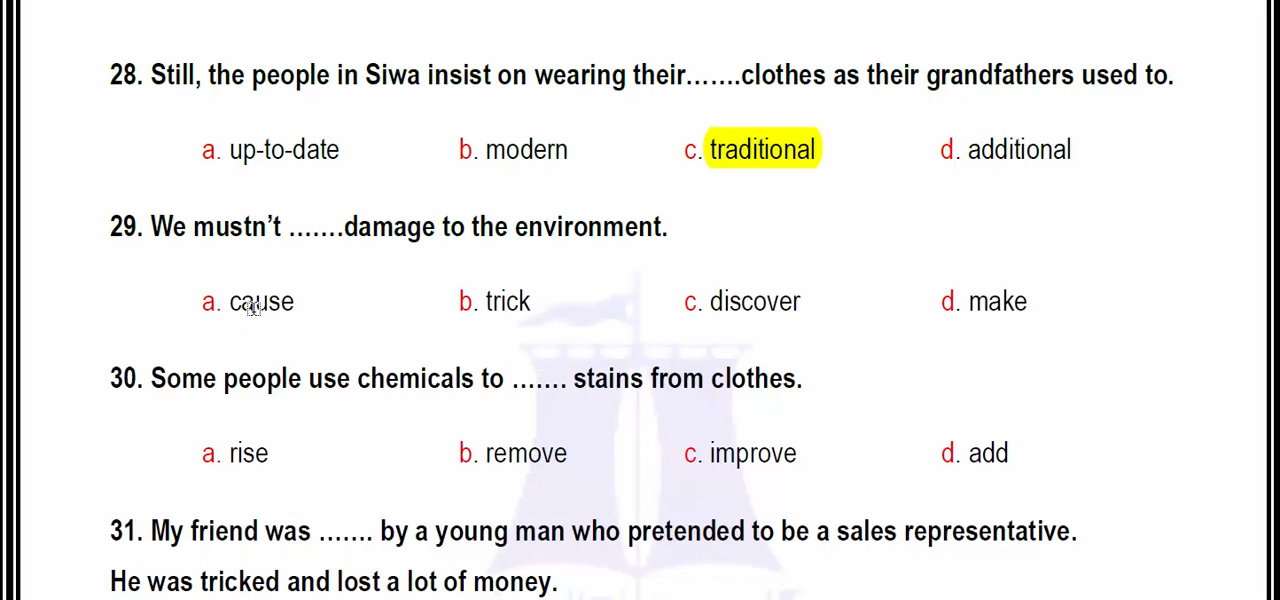 28. Still, the people in Siwa insist on wearing their…….clothes as their grandfathers used to.
a. up-to-date b. modern c. traditional d. additional
29. We mustn’t …….damage to the environment.
a. cause b. trick c. discover d. make
30. Some people use chemicals to ……. stains from clothes.
a. rise b. remove c. improve d. add
31. My friend was ……. by a young man who pretended to be a sales representative.
He was tricked and lost a lot of money.